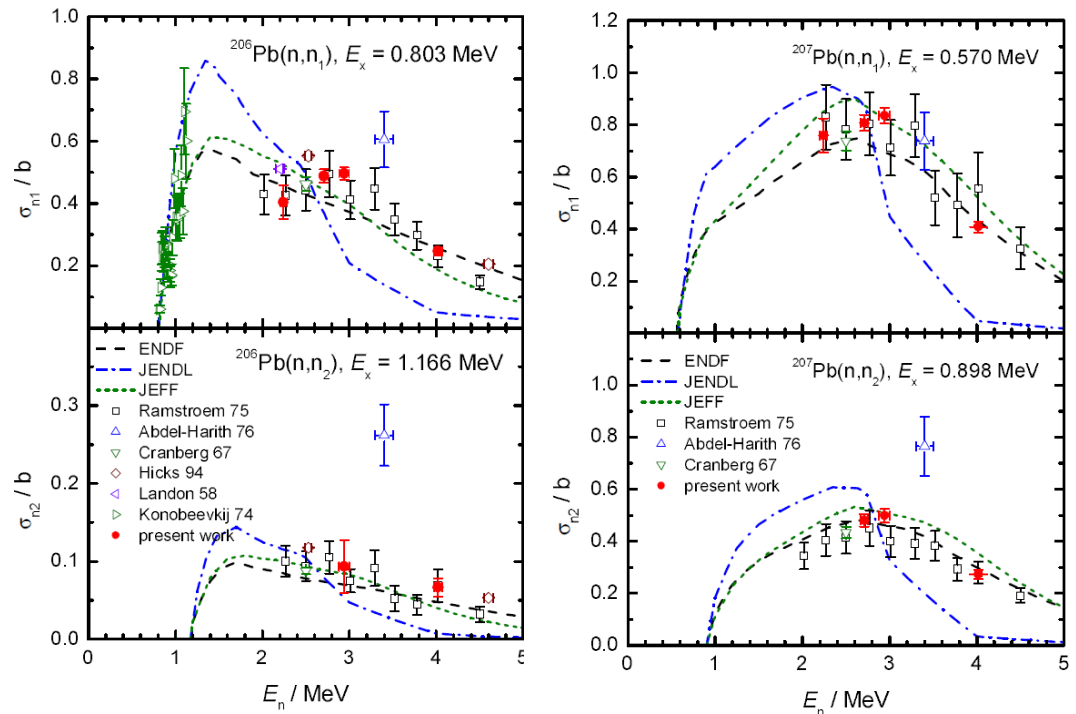 ²⁰⁶Pb(n,n₁), Eₓ = 0.803 MeV
σₙ₁ / b
1.0
0.8
0.6
0.4
0.2
0.0
²⁰⁶Pb(n,n₂), Eₓ = 1.166 MeV
ENDF
JENDL
JEFF
Ramstroem 75
Abdel-Harith 76
Cranberg 67
Hicks 94
Landon 58
Konobeevkij 74
present work
σₙ₂ / b
0.3
0.2
0.1
0.0
0 1 2 3 4 5
Eₙ / MeV
²⁰⁷Pb(n,n₁), Eₓ = 0.570 MeV
σₙ₁ / b
1.2
1.0
0.8
0.6
0.4
0.2
0.0
²⁰⁷Pb(n,n₂), Eₓ = 0.898 MeV
ENDF
JENDL
JEFF
Ramstroem 75
Abdel-Harith 76
Cranberg 67
present work
σₙ₂ / b
1.0
0.8
0.6
0.4
0.2
0.0
0 1 2 3 4 5
Eₙ / MeV